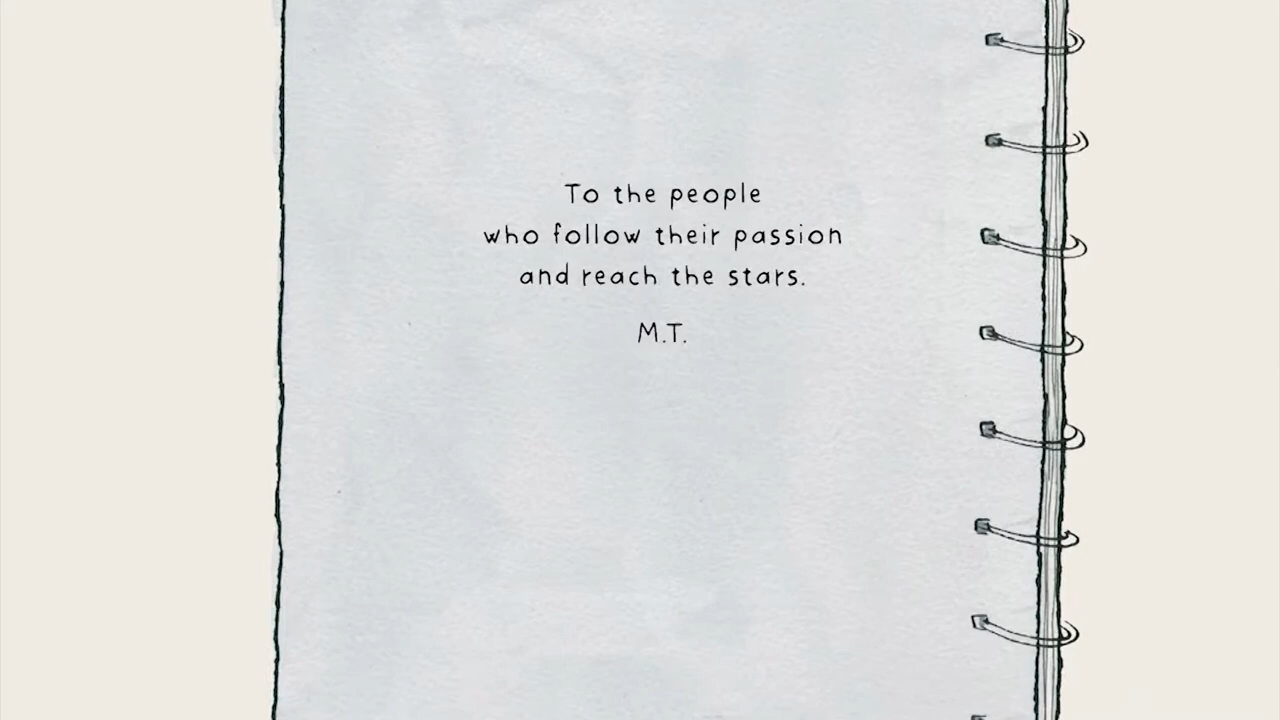 To the people
who follow their passion
and reach the stars.
M.T.